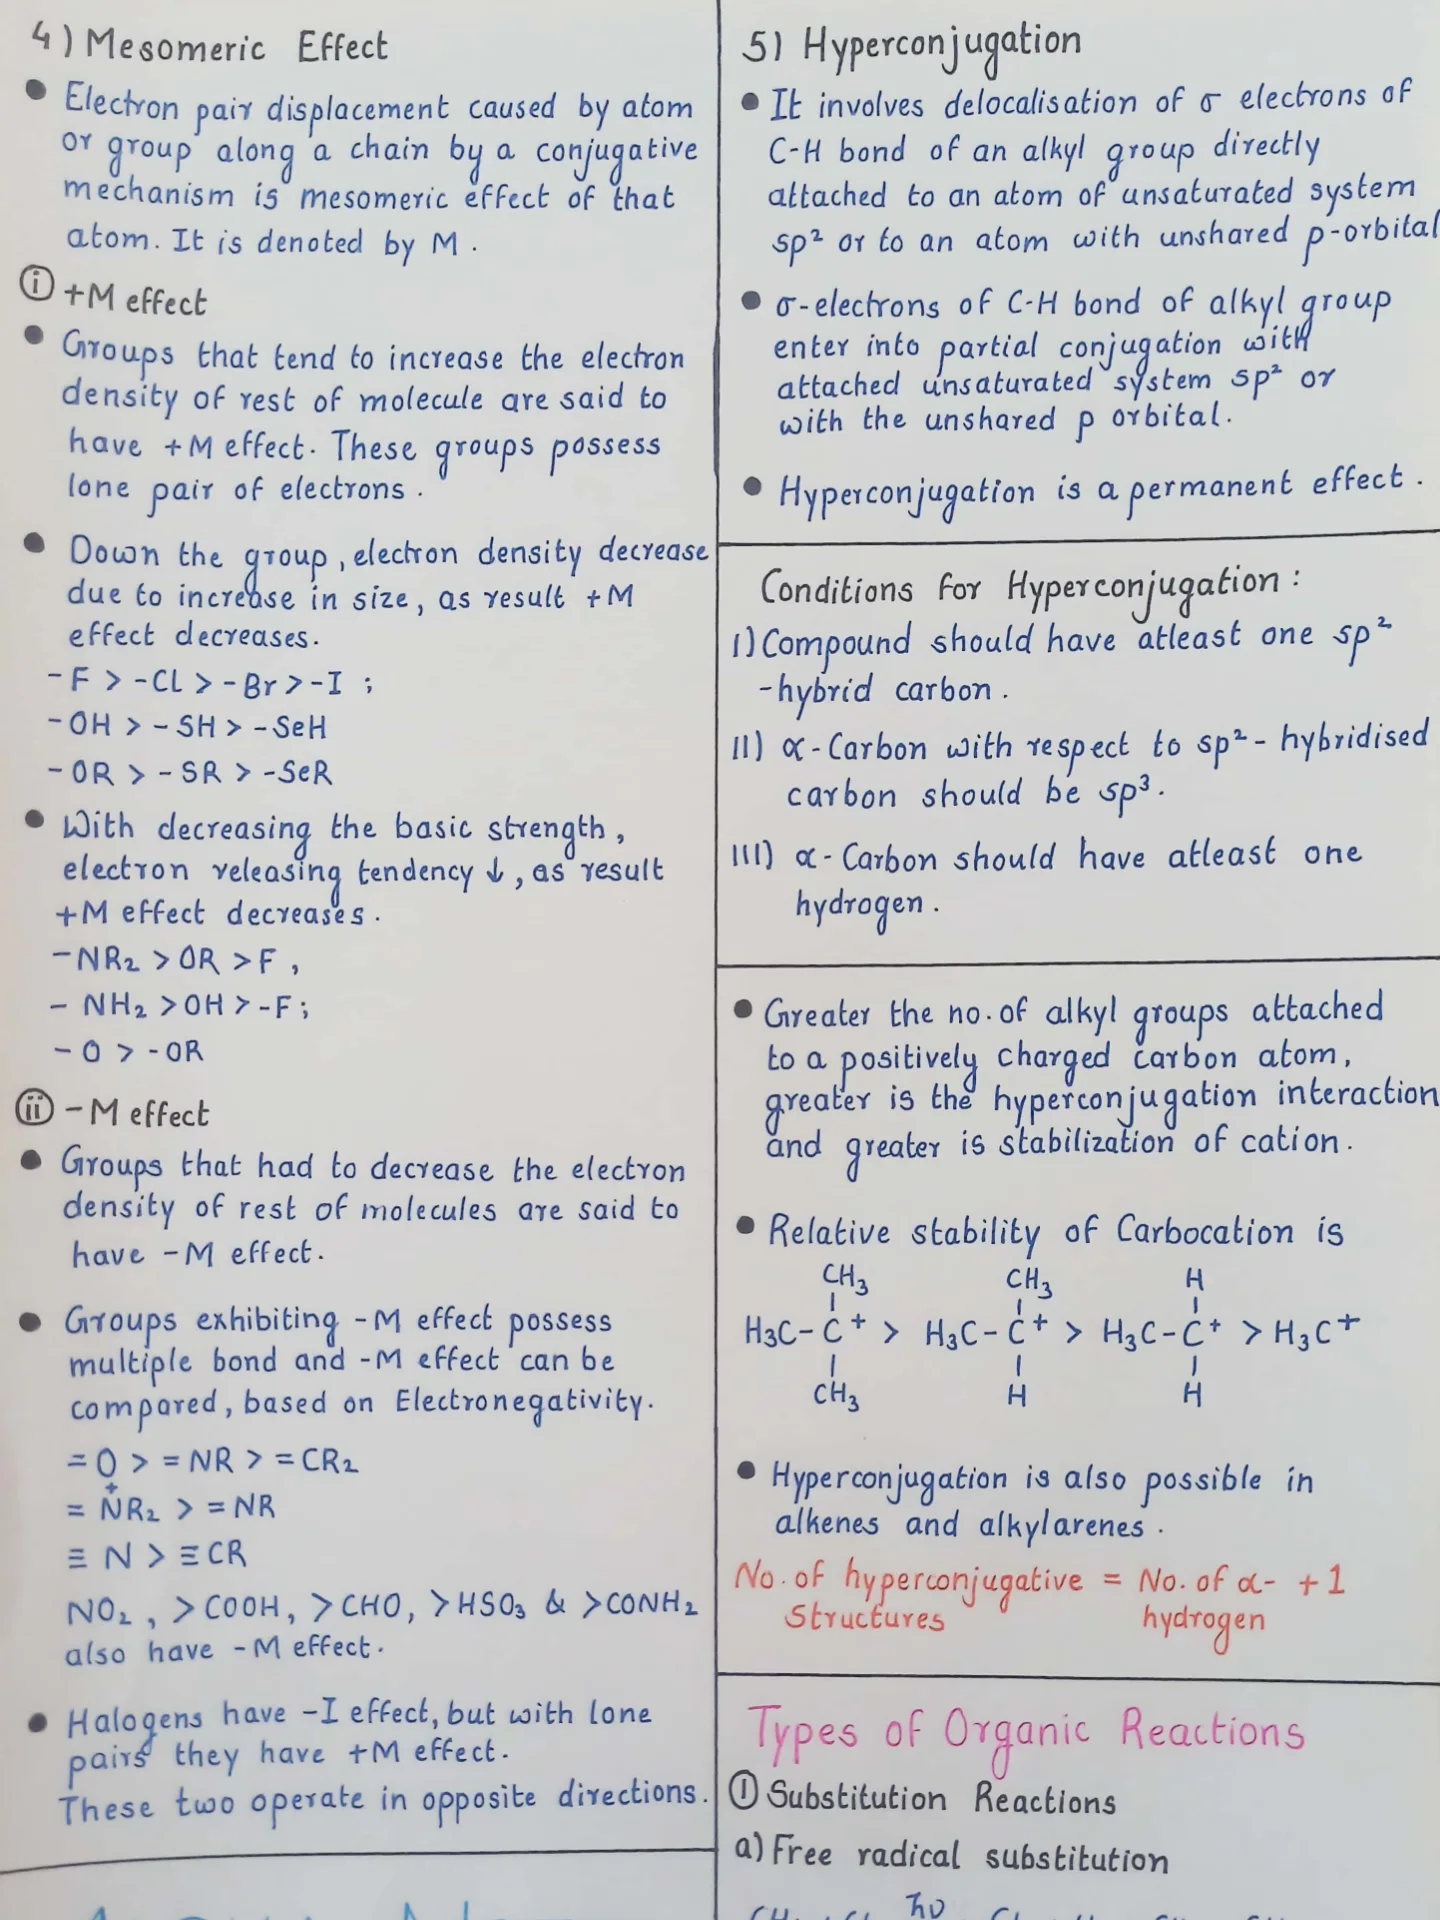 4) Mesomeric Effect
• Electron pair displacement caused by atom
or group along a chain by a conjugative
mechanism is mesomeric effect of that
atom. It is denoted by M.
(i) +M effect
• Groups that tend to increase the electron
density of rest of molecule are said to
have +M effect. These groups possess
lone pair of electrons.
• Down the group, electron density decrease
due to increase in size, as result +M
effect decreases.
-F > -CL > -Br > -I ;
-OH > -SH > -SeH
-OR > -SR > -SeR
• With decreasing the basic strength,
electron releasing tendency ↓, as result
+M effect decreases.
-NR₂ > OR > F ,
- NH₂ > OH > -F ;
- O > -OR
(ii) -M effect
• Groups that had to decrease the electron
density of rest of molecules are said to
have -M effect.
• Groups exhibiting -M effect possess
multiple bond and -M effect can be
compared, based on Electronegativity.
= O > = NR > = CR₂
= N⁺R₂ > = NR
≡ N > ≡ CR
NO₂ , > COOH, > CHO, > HSO₃ & > CONH₂
also have -M effect.
• Halogens have -I effect, but with lone
pairs they have +M effect.
These two operate in opposite directions.
5) Hyperconjugation
• It involves delocalisation of σ electrons of
C-H bond of an alkyl group directly
attached to an atom of unsaturated system
sp² or to an atom with unshared p-orbital
• σ-electrons of C-H bond of alkyl group
enter into partial conjugation with
attached unsaturated system sp² or
with the unshared p orbital.
• Hyperconjugation is a permanent effect.
Conditions for Hyperconjugation:
I) Compound should have atleast one sp²
-hybrid carbon.
II) α-Carbon with respect to sp²-hybridised
carbon should be sp³.
III) α-Carbon should have atleast one
hydrogen.
• Greater the no. of alkyl groups attached
to a positively charged carbon atom,
greater is the hyperconjugation interaction
and greater is stabilization of cation.
• Relative stability of Carbocation is
CH₃ CH₃ H
H₃C-C⁺ > H₃C-C⁺ > H₃C-C⁺ > H₃C⁺
CH₃ H H
• Hyperconjugation is also possible in
alkenes and alkylarenes.
No. of hyperconjugative = No. of α- +1
Structures hydrogen
Types of Organic Reactions
① Substitution Reactions
a) Free radical substitution
hυ